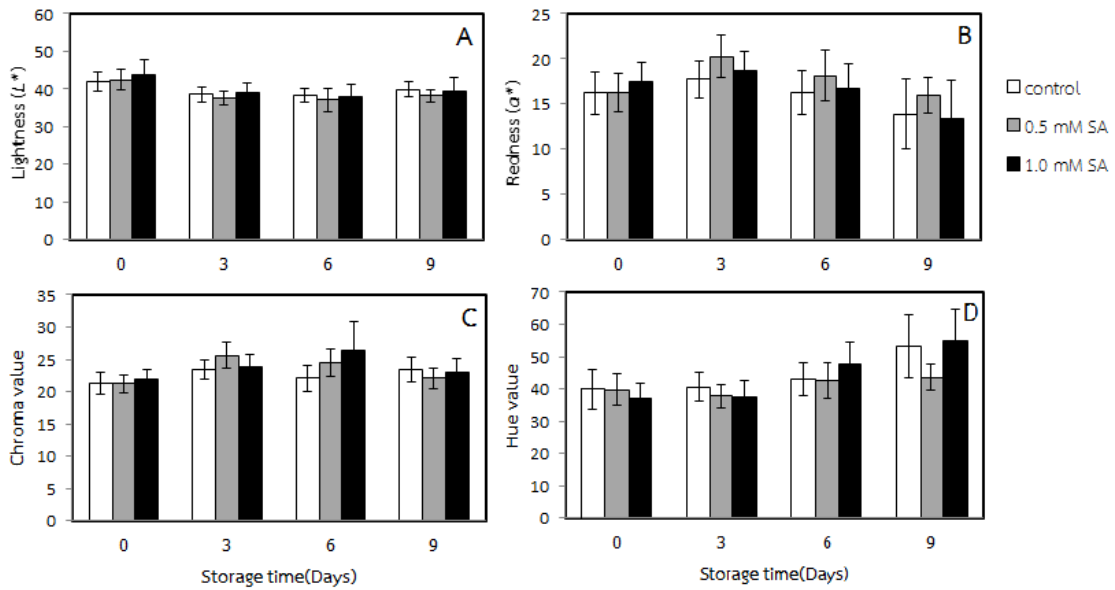 A
Lightness (L*)
60
50
40
30
20
10
0
0 3 6 9
B
Redness (a*)
25
20
15
10
5
0
0 3 6 9
control
0.5 mM SA
1.0 mM SA
C
Chroma value
35
30
25
20
15
10
5
0
0 3 6 9
Storage time(Days)
D
Hue value
70
60
50
40
30
20
10
0
0 3 6 9
Storage time(Days)